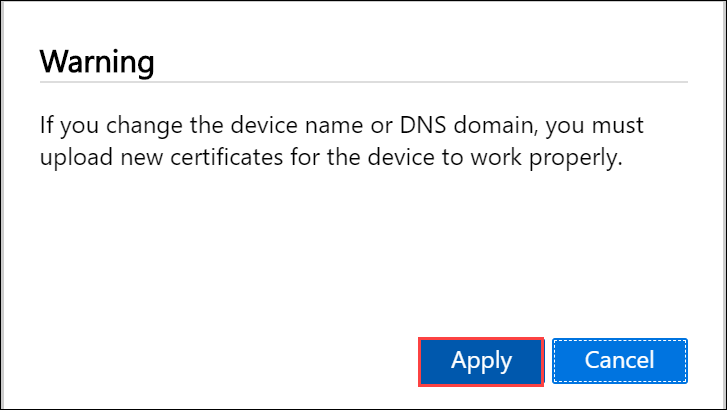 Warning
If you change the device name or DNS domain, you must
upload new certificates for the device to work properly.
Apply
Cancel